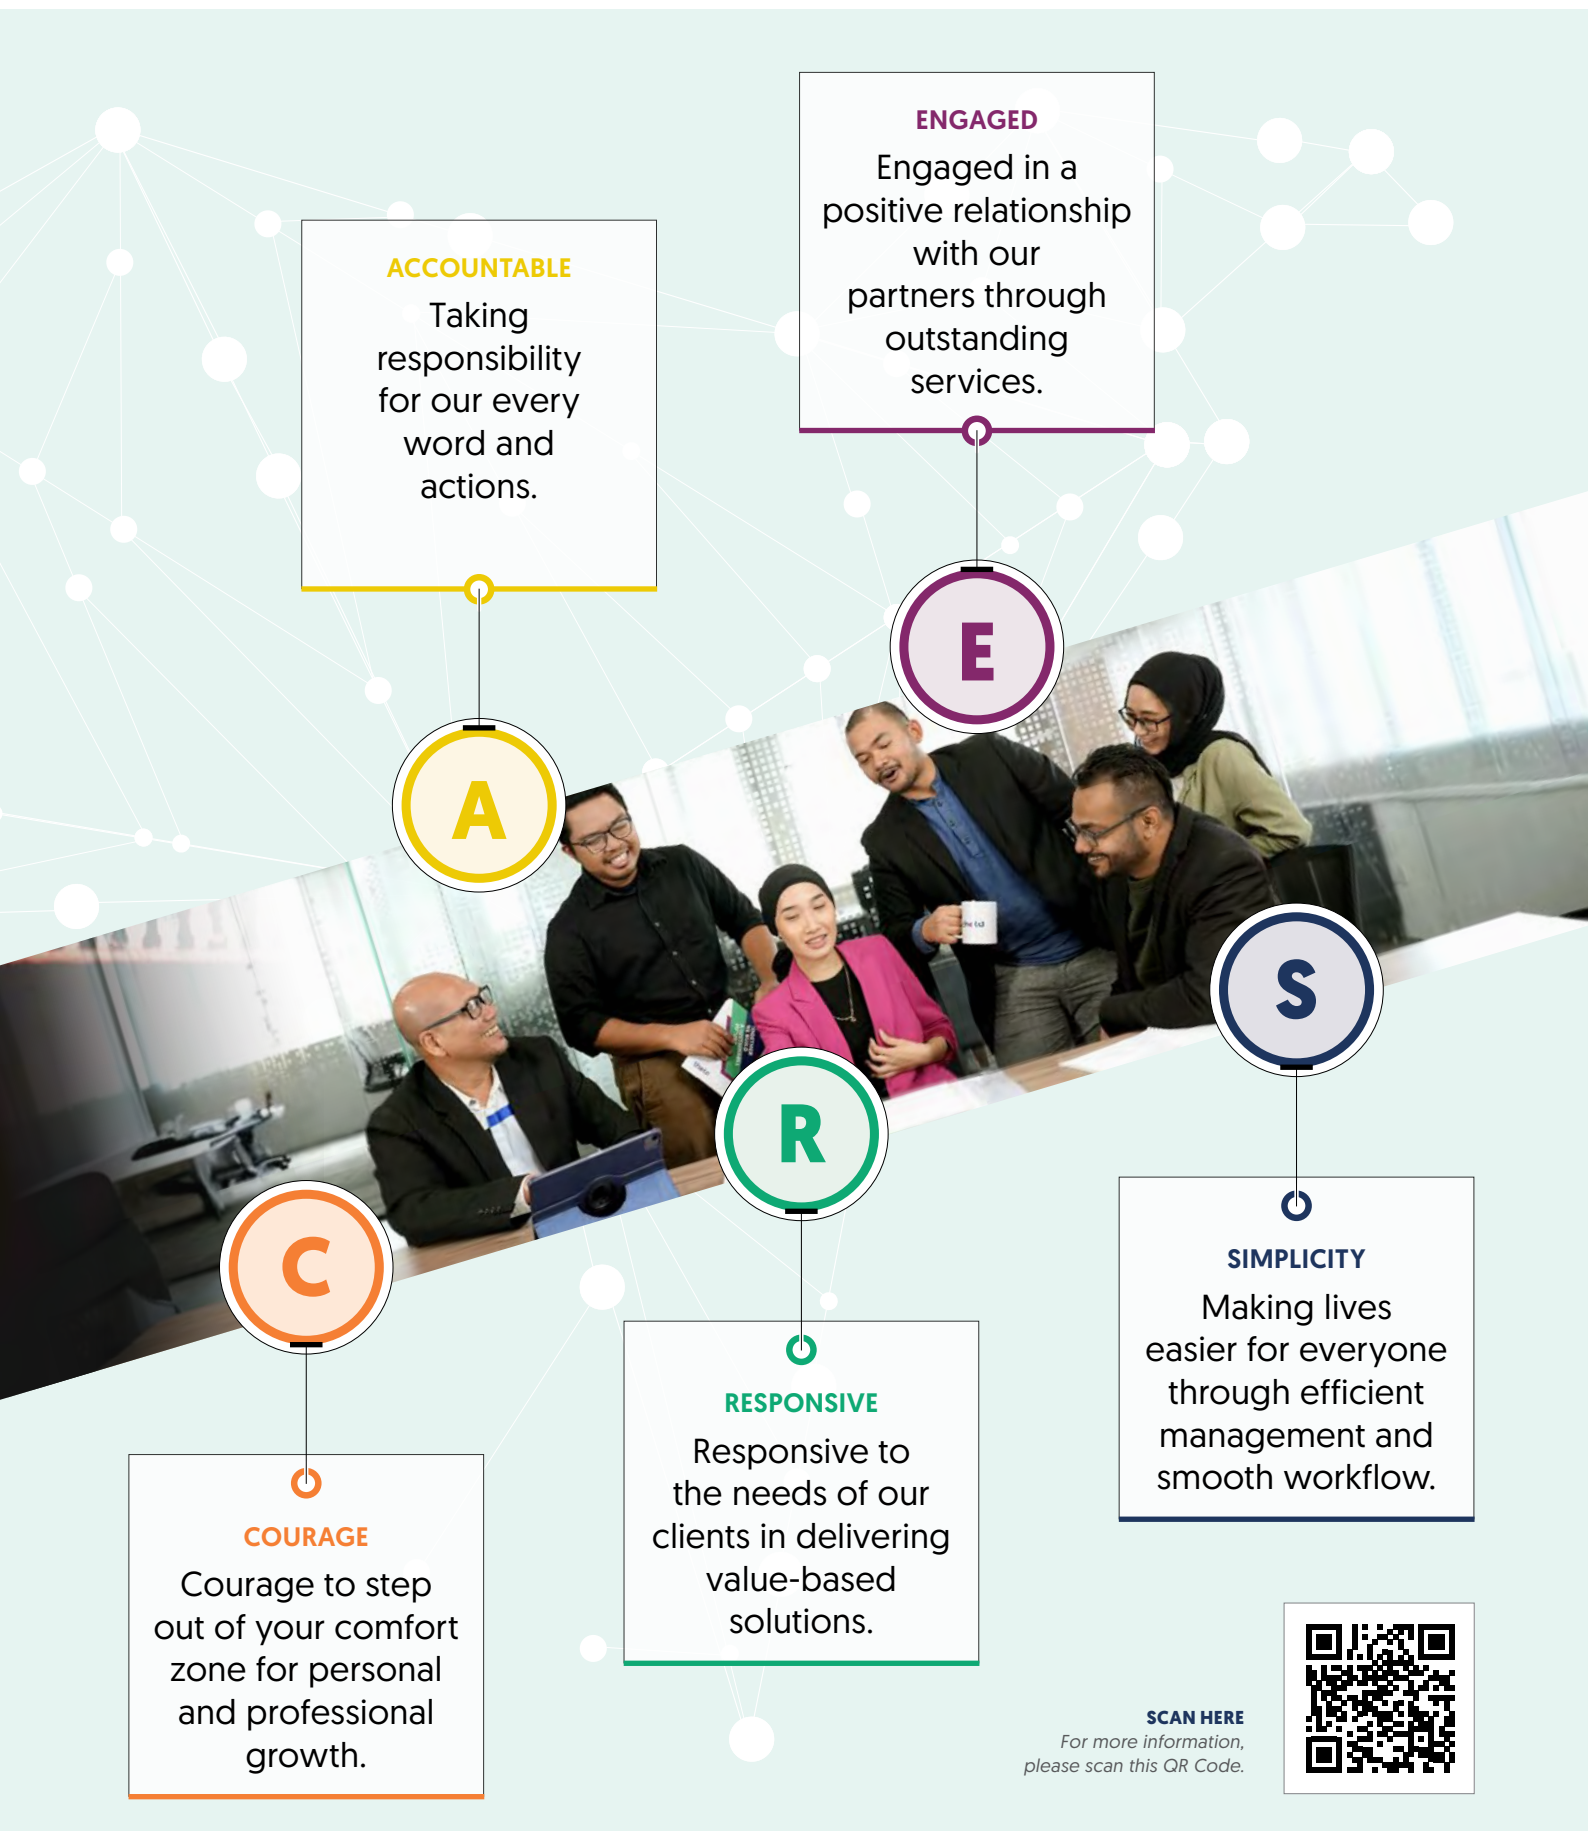 ENGAGED
Engaged in a
positive relationship
with our
partners through
outstanding
services.
ACCOUNTABLE
Taking
responsibility
for our every
word and
actions.
E
A
S
R
C
SIMPLICITY
Making lives
easier for everyone
through efficient
management and
smooth workflow.
RESPONSIVE
Responsive to
the needs of our
clients in delivering
value-based
solutions.
COURAGE
Courage to step
out of your comfort
zone for personal
and professional
growth.
SCAN HERE
For more information,
please scan this QR Code.